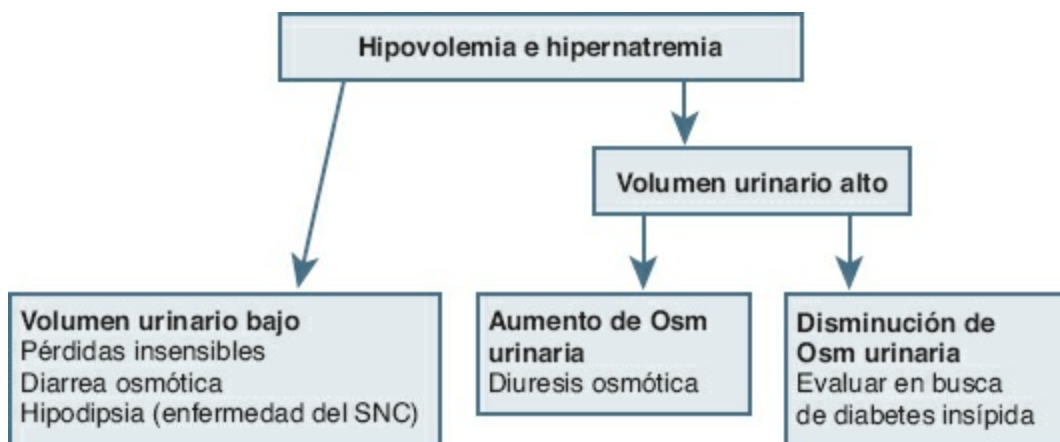 Hipovolemia e hipernatremia
Volumen urinario alto
Volumen urinario bajo
Pérdidas insensibles
Diarrea osmótica
Hipodipsia (enfermedad del SNC)
Aumento de Osm
urinaria
Diuresis osmótica
Disminución de
Osm urinaria
Evaluar en busca
de diabetes insípida